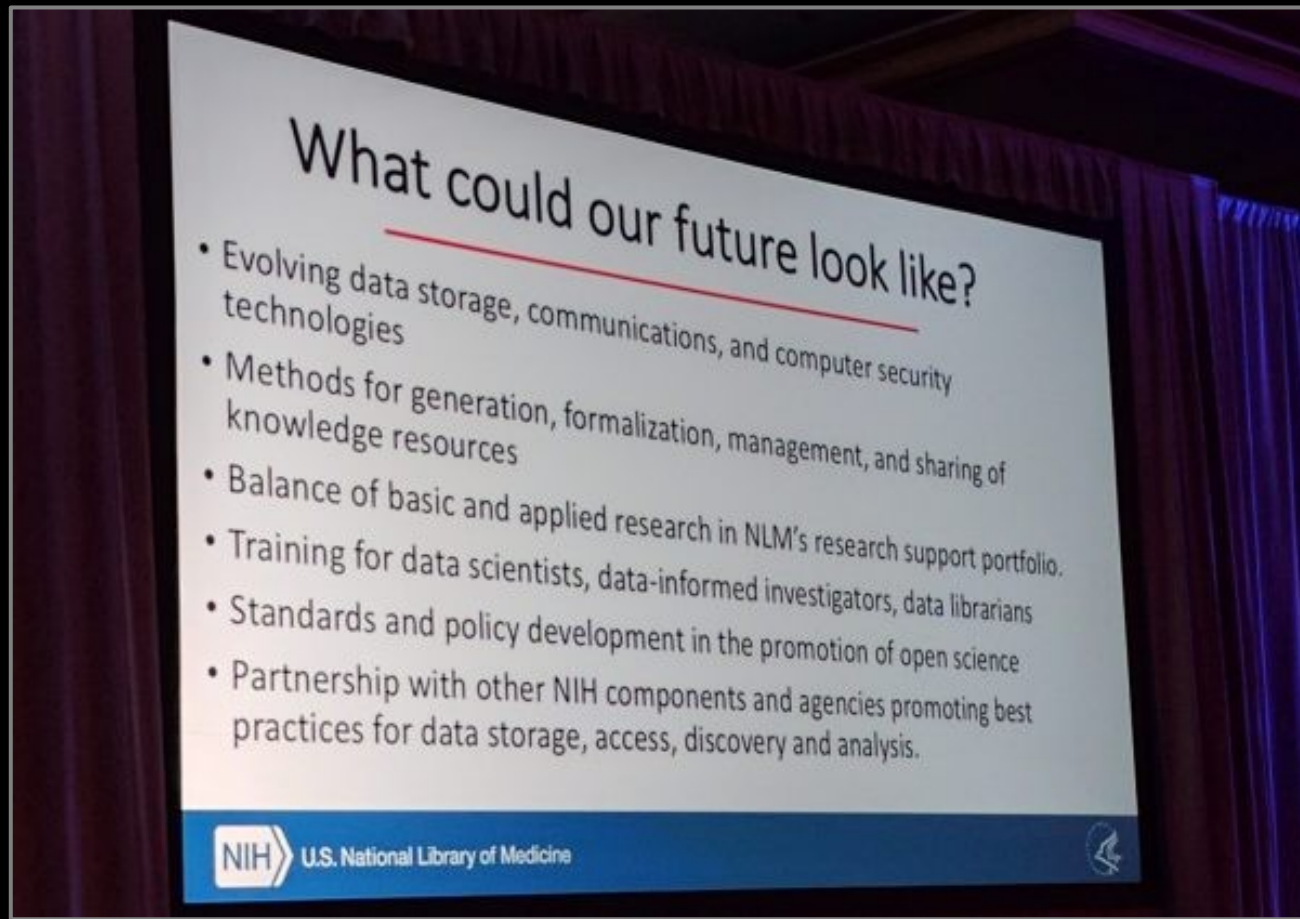 What could our future look like?
• Evolving data storage, communications, and computer security
technologies
• Methods for generation, formalization, management, and sharing of
knowledge resources
• Balance of basic and applied research in NLM's research support portfolio.
• Training for data scientists, data-informed investigators, data librarians
• Standards and policy development in the promotion of open science
• Partnership with other NIH components and agencies promoting best
practices for data storage, access, discovery and analysis.
NIH U.S. National Library of Medicine